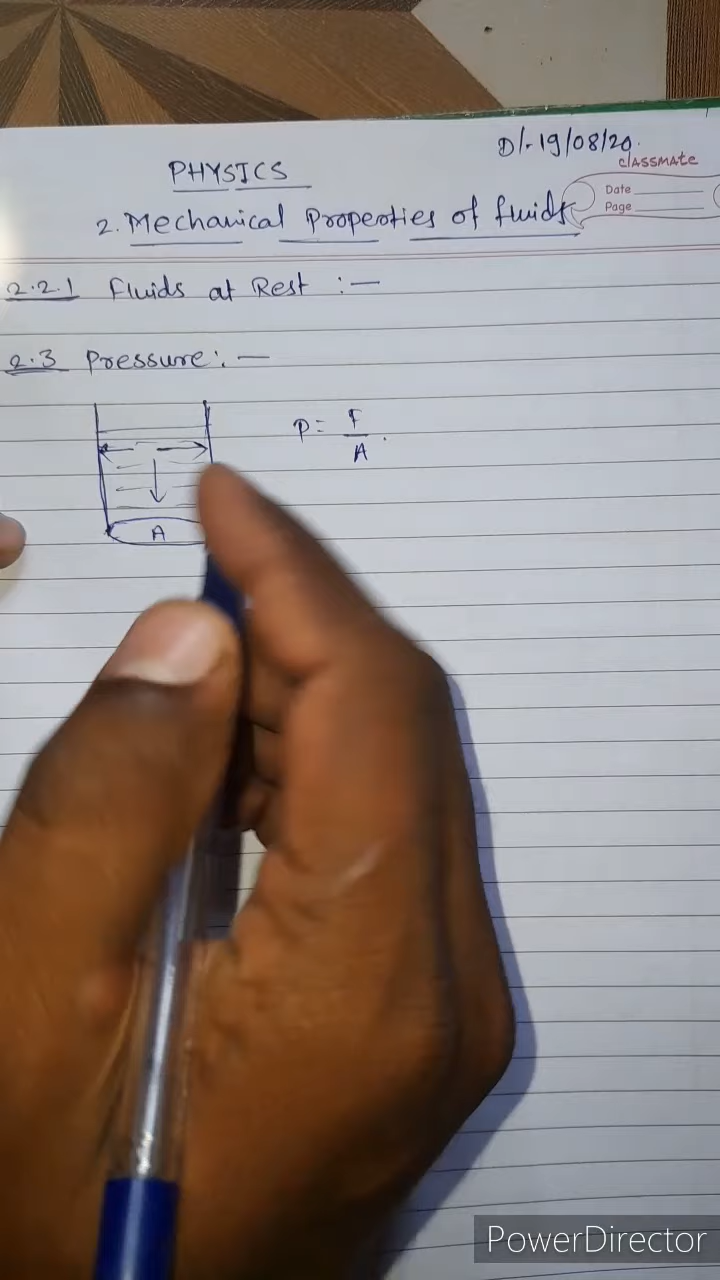 D/- 19/08/20.
classmate
PHYSICS
Date
Page
2. Mechanical Properties of fluids
2.2.1 Fluids at Rest :—
2.3 Pressure :—
P = F/A.
A
PowerDirector